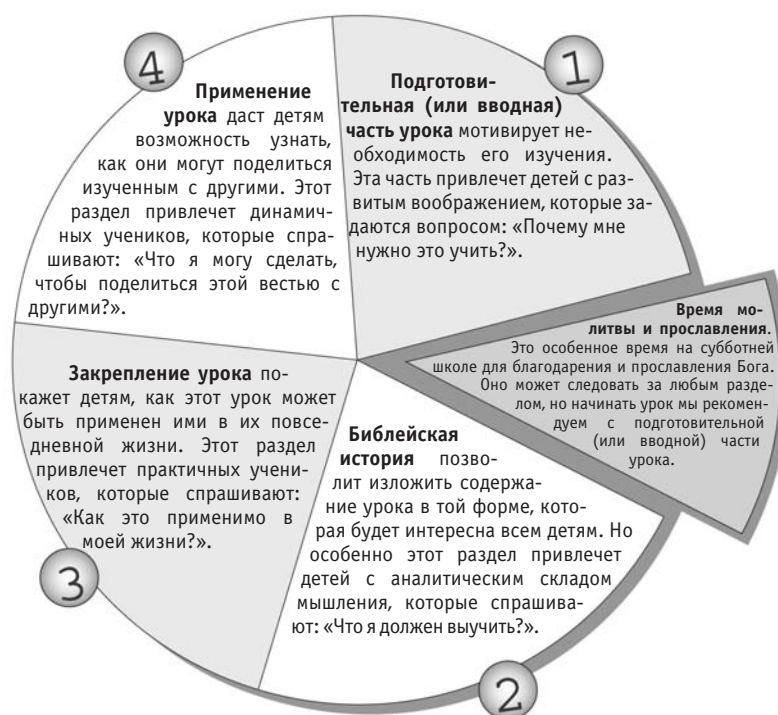 1
Подготови-
тельная (или вводная)
часть урока мотивирует не-
обходимость его изучения.
Эта часть привлечет детей с раз-
витым воображением, которые за-
даются вопросом: «Почему мне
нужно это учить?».
Время мо-
литвы и прославления.
Это особенное время на субботней
школе для благодарения и прославления Бога.
Оно может следовать за любым разде-
лом, но начинать урок мы рекомен-
дуем с подготовительной
(или вводной) части
урока.
2
Библейская
история позво-
лит изложить содержа-
ние урока в той форме, кото-
рая будет интересна всем детям. Но
особенно этот раздел привлечет
детей с аналитическим складом
мышления, которые спрашива-
ют: «Что я должен выучить?».
3
Закрепление урока по-
кажет детям, как этот урок может
быть применен ими в их повсе-
дневной жизни. Этот раздел
привлечет практичных учени-
ков, которые спрашивают:
«Как это применимо в
моей жизни?».
4
Применение
урока даст детям
возможность узнать,
как они могут поделиться
изученным с другими. Этот
раздел привлечет динамич-
ных учеников, которые спра-
шивают: «Что я могу сделать,
чтобы поделиться этой вестью с
другими?».